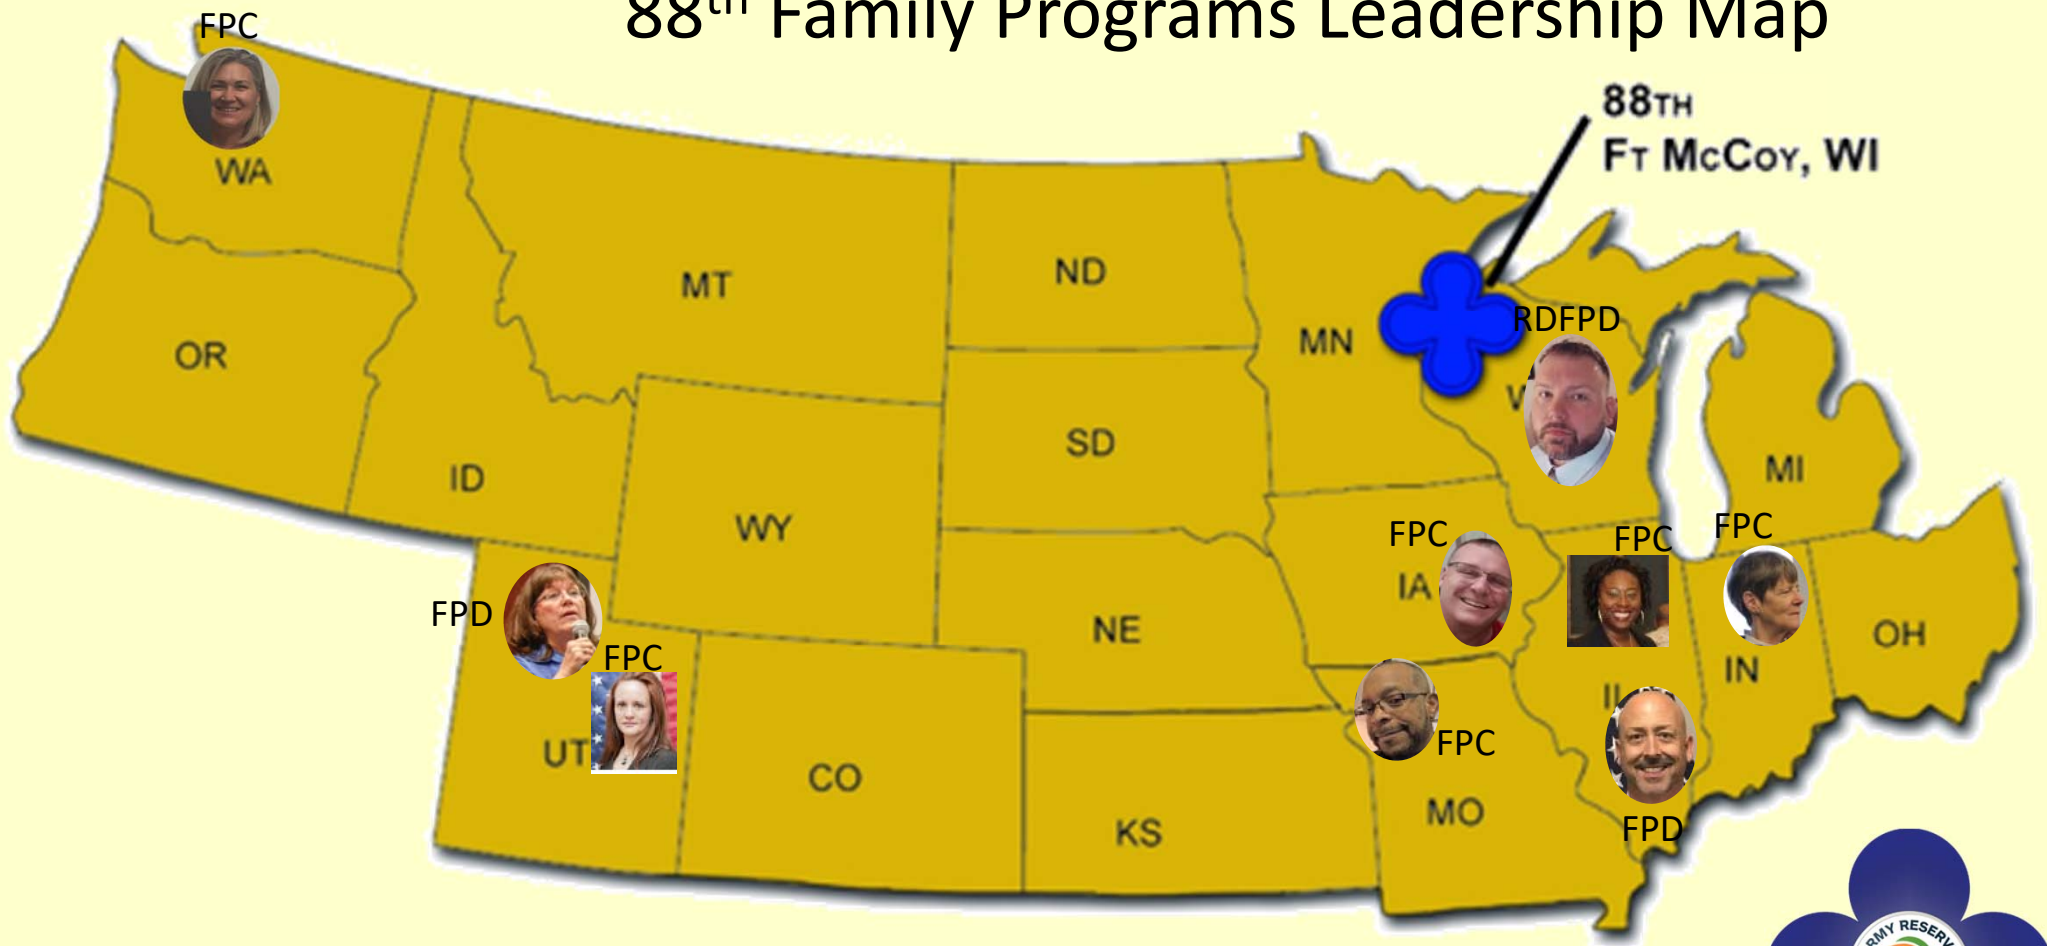 88th Family Programs Leadership Map
FPC
88TH
FT MCCOY, WI
WA
MT
ND
OR
MN
RDFPD
SD
ID
MI
WY
FPC
FPC
FPC
IA
FPD
NE
OH
FPC
IN
UT
FPC
CO
MO
KS
FPD